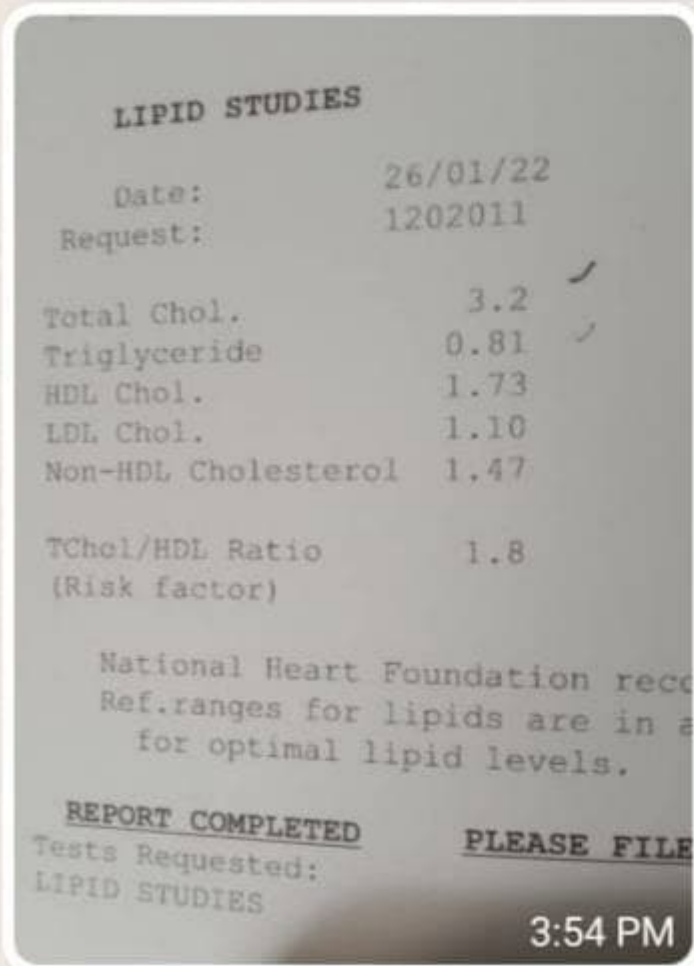 LIPID STUDIES
Date: 26/01/22
Request: 1202011
Total Chol. 3.2
Triglyceride 0.81
HDL Chol. 1.73
LDL Chol. 1.10
Non-HDL Cholesterol 1.47
TChol/HDL Ratio 1.8
(Risk factor)
National Heart Foundation
Ref.ranges for lipids are in
for optimal lipid levels.
REPORT COMPLETED PLEASE FILE
Tests Requested:
LIPID STUDIES
3:54 PM